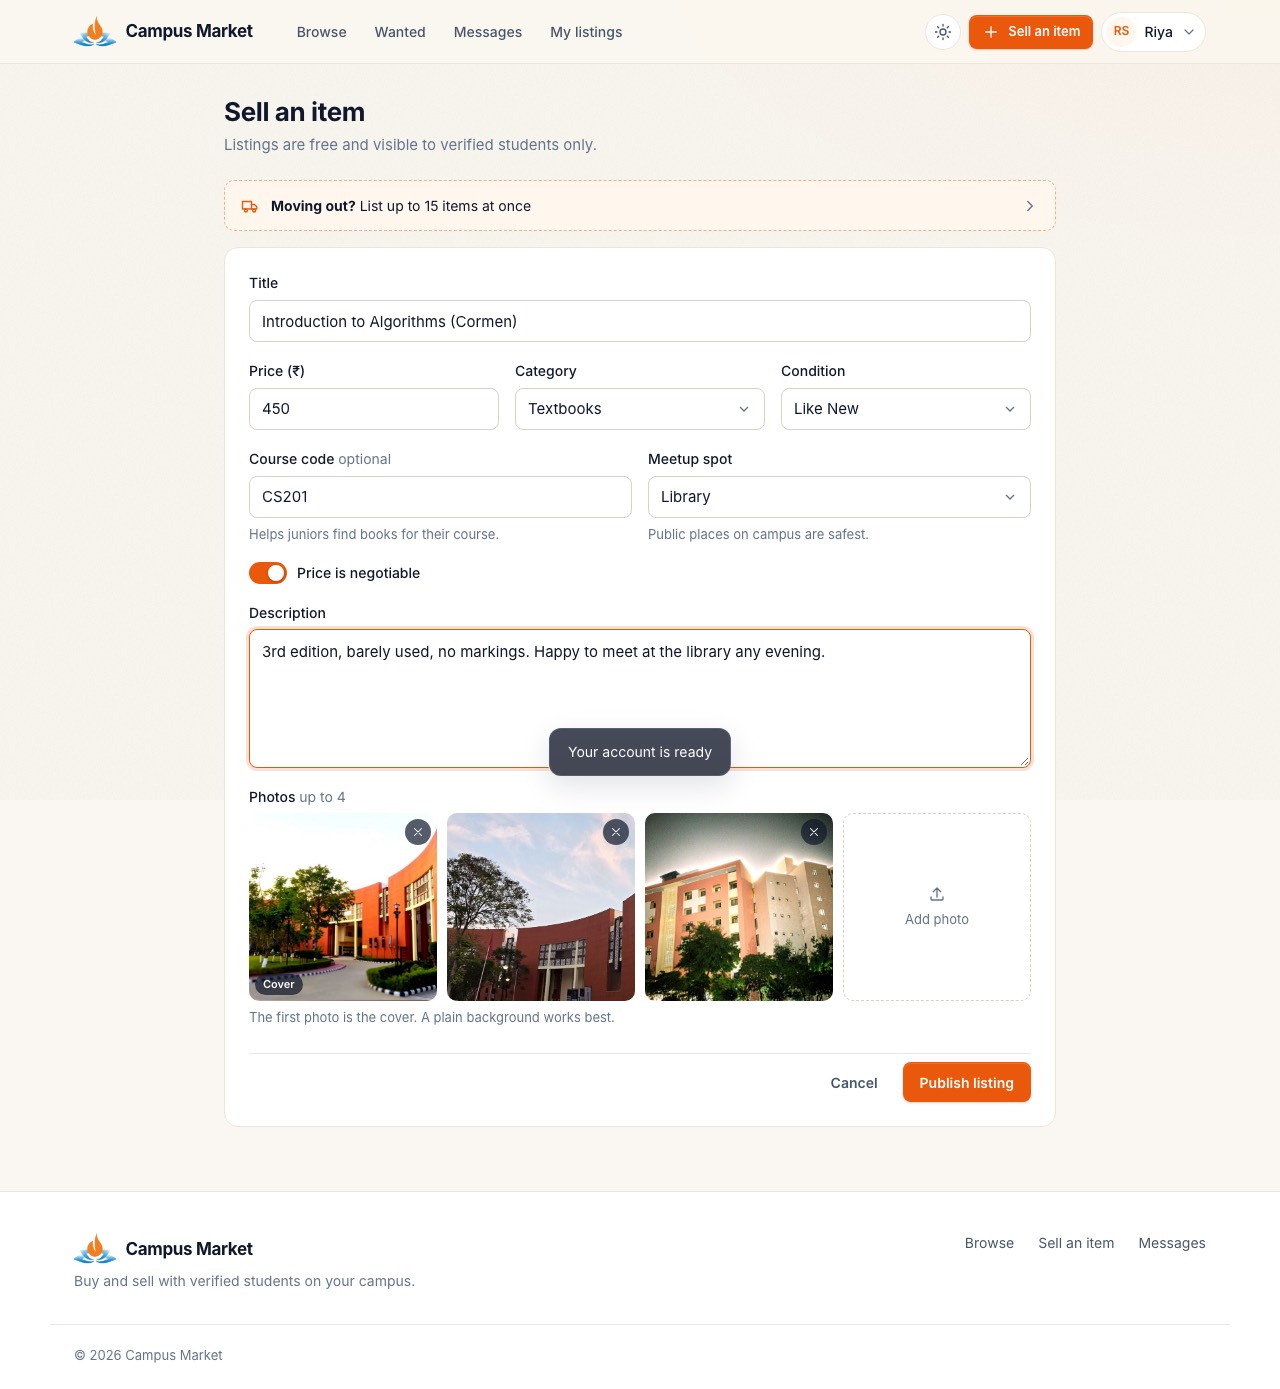 Campus Market
Browse
Wanted
Messages
My listings
Sell an item
RS
Riya
Sell an item
Listings are free and visible to verified students only.
Moving out? List up to 15 items at once
Title
Introduction to Algorithms (Cormen)
Price (₹)
Category
Condition
450
Textbooks
Like New
Course code optional
Meetup spot
CS201
Library
Helps juniors find books for their course.
Public places on campus are safest.
Price is negotiable
Description
3rd edition, barely used, no markings. Happy to meet at the library any evening.
Your account is ready
Photos up to 4
Cover
Add photo
The first photo is the cover. A plain background works best.
Cancel
Publish listing
Campus Market
Buy and sell with verified students on your campus.
Browse
Sell an item
Messages
© 2026 Campus Market